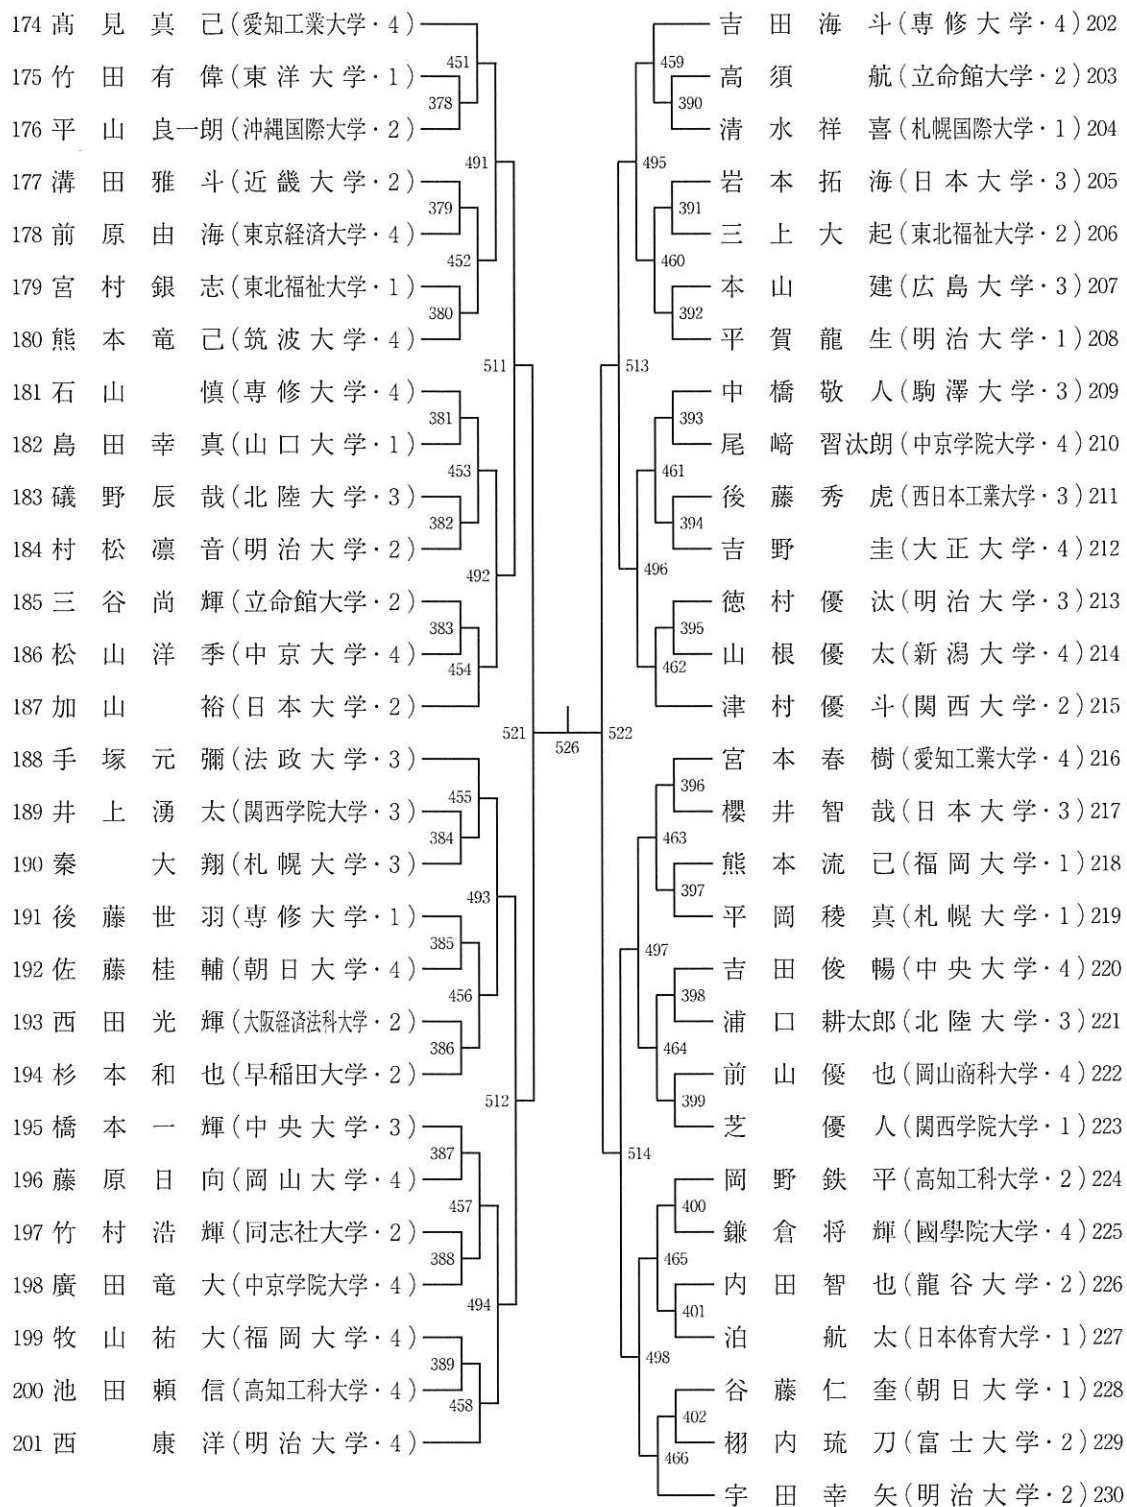 174 髙見真己(愛知工業大学・4)
175 竹田有偉(東洋大学・1)
176 平山良一朗(沖縄国際大学・2)
177 溝田雅斗(近畿大学・2)
178 前原由海(東京経済大学・4)
179 宮村銀志(東北福祉大学・1)
180 熊本竜己(筑波大学・4)
181 石山慎(専修大学・4)
182 島田幸真(山口大学・1)
183 礒野辰哉(北陸大学・3)
184 村松凛音(明治大学・2)
185 三谷尚輝(立命館大学・2)
186 松山洋季(中京大学・4)
187 加山裕(日本大学・2)
188 手塚元彌(法政大学・3)
189 井上湧太(関西学院大学・3)
190 秦大翔(札幌大学・3)
191 後藤世羽(専修大学・1)
192 佐藤桂輔(朝日大学・4)
193 西田光輝(大阪経済法科大学・2)
194 杉本和也(早稲田大学・2)
195 橋本一輝(中央大学・3)
196 藤原日向(岡山大学・4)
197 竹村浩輝(同志社大学・2)
198 廣田竜大(中京学院大学・4)
199 牧山祐大(福岡大学・4)
200 池田頼信(高知工科大学・4)
201 西康洋(明治大学・4)
451
378
491
379
452
380
511
381
453
382
492
383
454
521
455
384
493
385
456
386
512
387
457
388
494
389
458
526
522
459
390
495
391
460
392
513
393
461
394
496
395
462
396
463
397
497
398
464
399
514
400
465
401
498
402
466
吉田海斗(専修大学・4)202
高須航(立命館大学・2)203
清水祥喜(札幌国際大学・1)204
岩本拓海(日本大学・3)205
三上大起(東北福祉大学・2)206
本山建(広島大学・3)207
平賀龍生(明治大学・1)208
中橋敬人(駒澤大学・3)209
尾﨑習汰朗(中京学院大学・4)210
後藤秀虎(西日本工業大学・3)211
吉野圭(大正大学・4)212
徳村優汰(明治大学・3)213
山根優太(新潟大学・4)214
津村優斗(関西大学・2)215
宮本春樹(愛知工業大学・4)216
櫻井智哉(日本大学・3)217
熊本流己(福岡大学・1)218
平岡稜真(札幌大学・1)219
吉田俊暢(中央大学・4)220
浦口耕太郎(北陸大学・3)221
前山優也(岡山商科大学・4)222
芝優人(関西学院大学・1)223
岡野鉄平(高知工科大学・2)224
鎌倉将輝(國學院大学・4)225
内田智也(龍谷大学・2)226
泊航太(日本体育大学・1)227
谷藤仁奎(朝日大学・1)228
栩内琉刀(富士大学・2)229
宇田幸矢(明治大学・2)230